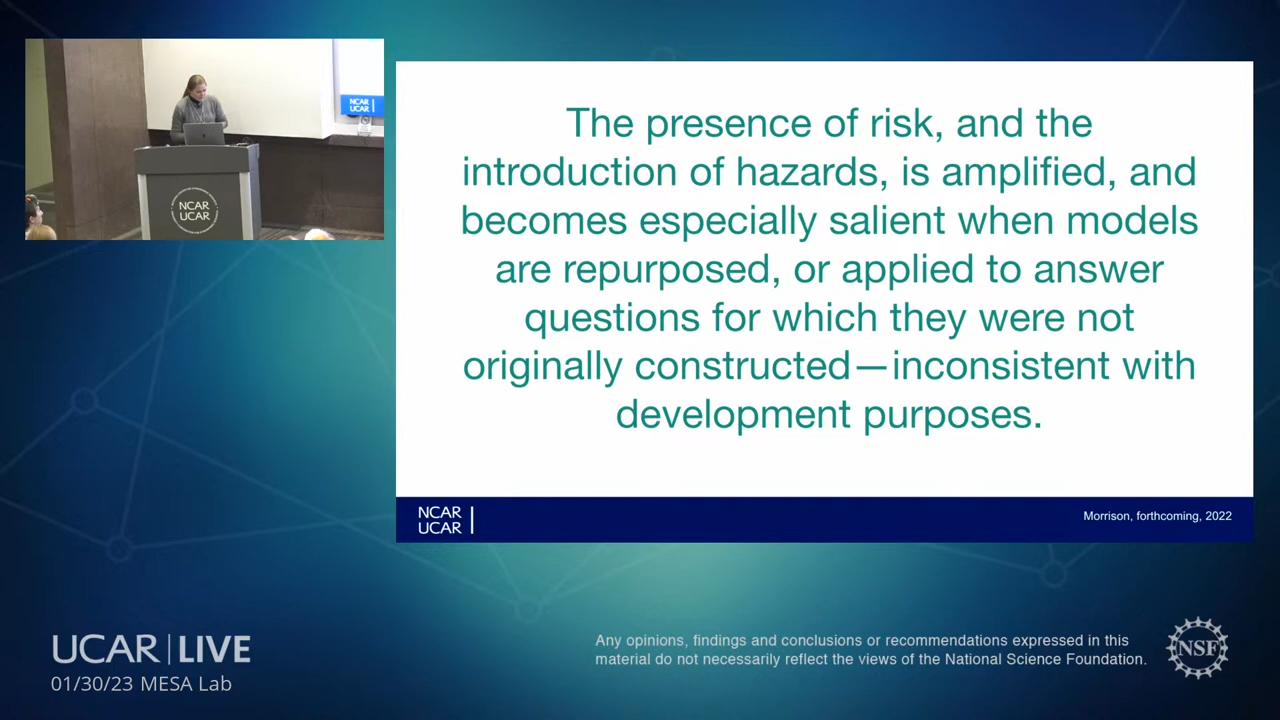 NCAR
UCAR
NCAR
UCAR
The presence of risk, and the
introduction of hazards, is amplified, and
becomes especially salient when models
are repurposed, or applied to answer
questions for which they were not
originally constructed—inconsistent with
development purposes.
NCAR
UCAR
Morrison, forthcoming, 2022
UCAR | LIVE
01/30/23 MESA Lab
Any opinions, findings and conclusions or recommendations expressed in this
material do not necessarily reflect the views of the National Science Foundation.
NSF